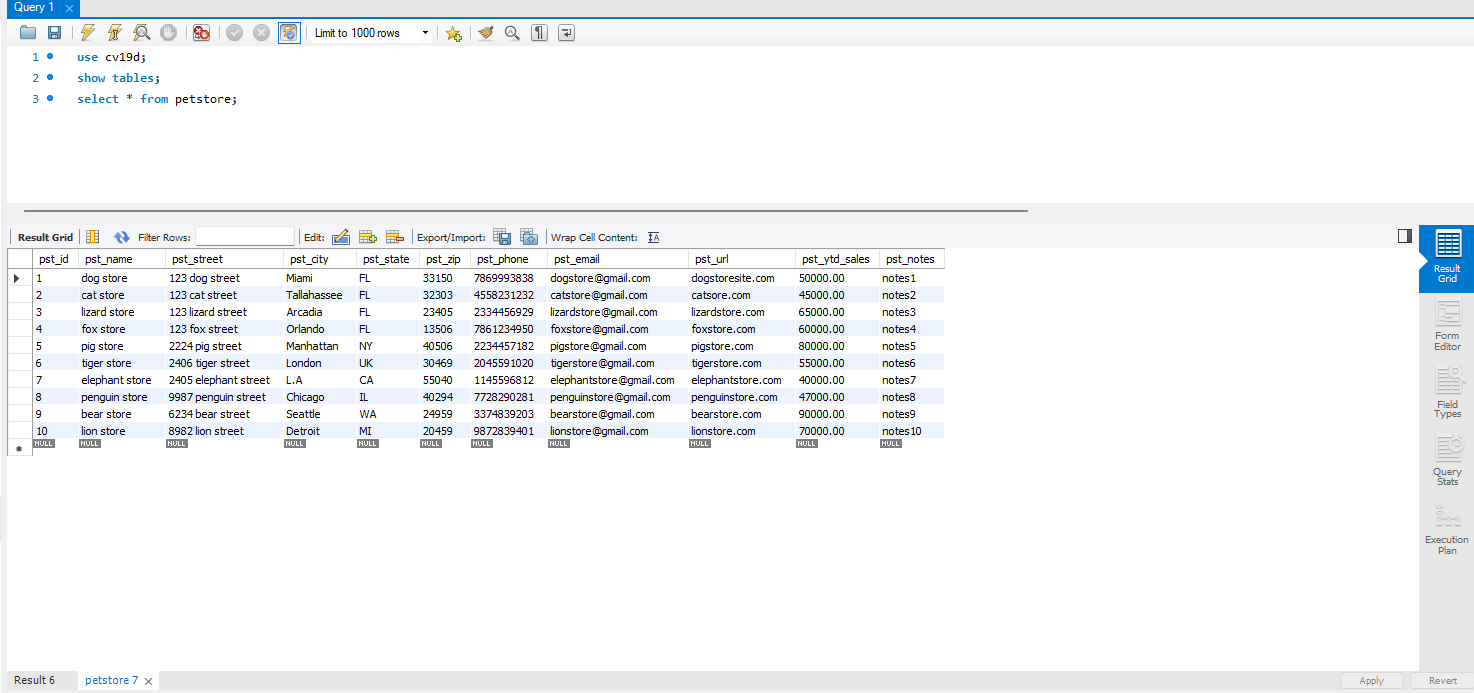 Query 1
Limit to 1000 rows
1 use cv19d;
2 show tables;
3 select * from petstore;
Result Grid Filter Rows: Edit: Export/Import: Wrap Cell Content:
pst_id pst_name pst_street pst_city pst_state pst_zip pst_phone pst_email pst_url pst_ytd_sales pst_notes
1 dog store 123 dog street Miami FL 33150 7869993838 dogstore@gmail.com dogstoresite.com 50000.00 notes1
2 cat store 123 cat street Tallahassee FL 32303 4558231232 catstore@gmail.com catsore.com 45000.00 notes2
3 lizard store 123 lizard street Arcadia FL 23405 2334456929 lizardstore@gmail.com lizardstore.com 65000.00 notes3
4 fox store 123 fox street Orlando FL 13506 7861234950 foxstore@gmail.com foxstore.com 60000.00 notes4
5 pig store 2224 pig street Manhattan NY 40506 2234457182 pigstore@gmail.com pigstore.com 80000.00 notes5
6 tiger store 2406 tiger street London UK 30469 2045591020 tigerstore@gmail.com tigerstore.com 55000.00 notes6
7 elephant store 2405 elephant street L.A CA 55040 1145596812 elephantstore@gmail.com elephantstore.com 40000.00 notes7
8 penguin store 9987 penguin street Chicago IL 40294 7728290281 penguinstore@gmail.com penguinstore.com 47000.00 notes8
9 bear store 6234 bear street Seattle WA 24959 3374839203 bearstore@gmail.com bearstore.com 90000.00 notes9
10 lion store 8982 lion street Detroit MI 20459 9872839401 lionstore@gmail.com lionstore.com 70000.00 notes10
NULL NULL NULL NULL NULL NULL NULL NULL NULL NULL NULL
Result
Grid
Form
Editor
Field
Types
Query
Stats
Execution
Plan
Result 6 petstore 7 Apply Revert